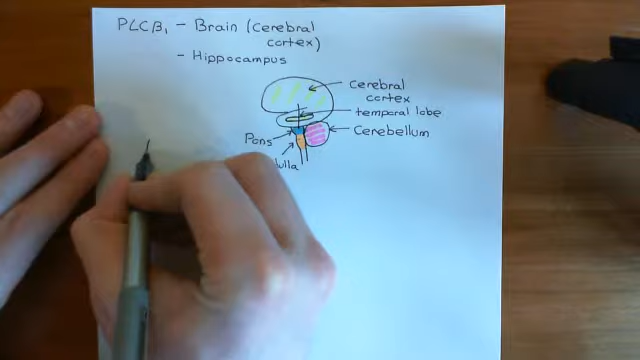 PLCβ₁ - Brain (cerebral
cortex)
- Hippocampus
cerebral
cortex
temporal lobe
Cerebellum
Pons